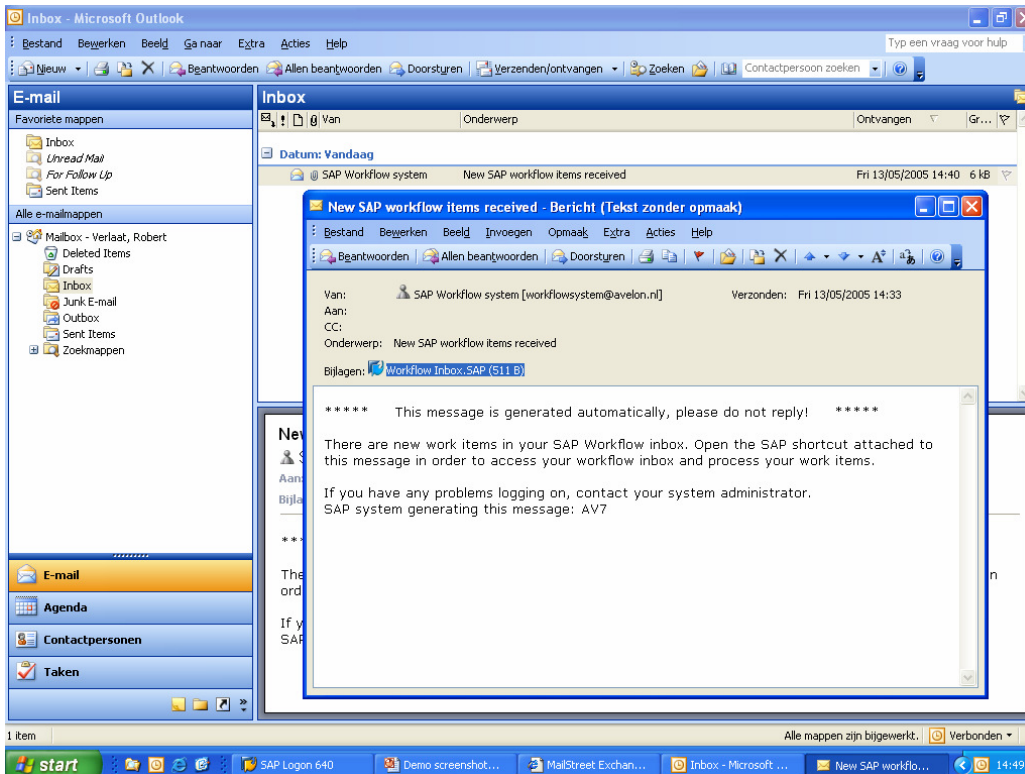 Inbox - Microsoft Outlook
Bestand Bewerken Beeld Ga naar Extra Acties Help
Typ een vraag voor hulp
Nieuw Beantwoorden Allen beantwoorden Doorsturen Verzenden/ontvangen Zoeken Contactpersoon zoeken
E-mail
Favoriete mappen
Inbox
Unread Mail
For Follow Up
Sent Items
Alle e-mailmappen
Mailbox - Verlaat, Robert
Deleted Items
Drafts
Inbox
Junk E-mail
Outbox
Sent Items
Zoekmappen
E-mail
Agenda
Contactpersonen
Taken
Inbox
Van Onderwerp Ontvangen Gr...
Datum: Vandaag
SAP Workflow system New SAP workflow items received Fri 13/05/2005 14:40 6 kB
New SAP workflow items received - Bericht (Tekst zonder opmaak)
Bestand Bewerken Beeld Invoegen Opmaak Extra Acties Help
Beantwoorden Allen beantwoorden Doorsturen
Van: SAP Workflow system [workflowsystem@avelon.nl] Verzonden: Fri 13/05/2005 14:33
Aan:
CC:
Onderwerp: New SAP workflow items received
Bijlagen: Workflow Inbox.SAP (511 B)
***** This message is generated automatically, please do not reply! *****
There are new work items in your SAP Workflow inbox. Open the SAP shortcut attached to
this message in order to access your workflow inbox and process your work items.
If you have any problems logging on, contact your system administrator.
SAP system generating this message: AV7
New
S
Aan:
Bijla
***
The n
ord
If y
SAP
1 item
Alle mappen zijn bijgewerkt. Verbonden
start SAP Logon 640 Demo screenshot... MailStreet Exchan... Inbox - Microsoft ... New SAP workflo... 14:49